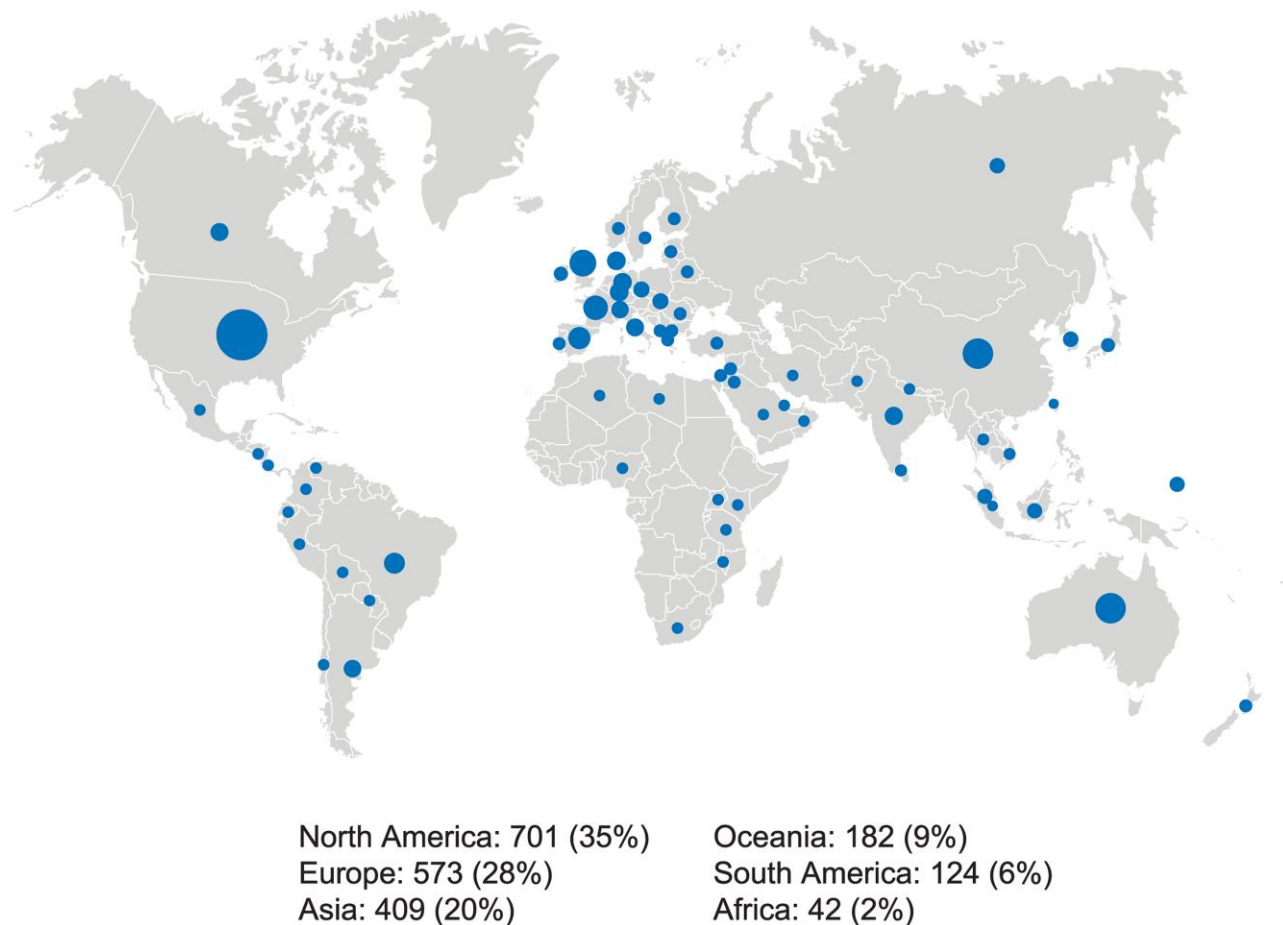 North America: 701 (35%)
Europe: 573 (28%)
Asia: 409 (20%)
Oceania: 182 (9%)
South America: 124 (6%)
Africa: 42 (2%)